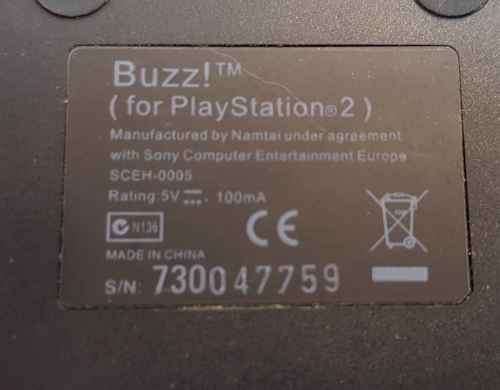 Buzz!™
( for PlayStation®2 )
Manufactured by Namtai under agreement
with Sony Computer Entertainment Europe
SCEH-0005
Rating:5V⎓, 100mA
N136 CE
MADE IN CHINA
S/N: 730047759